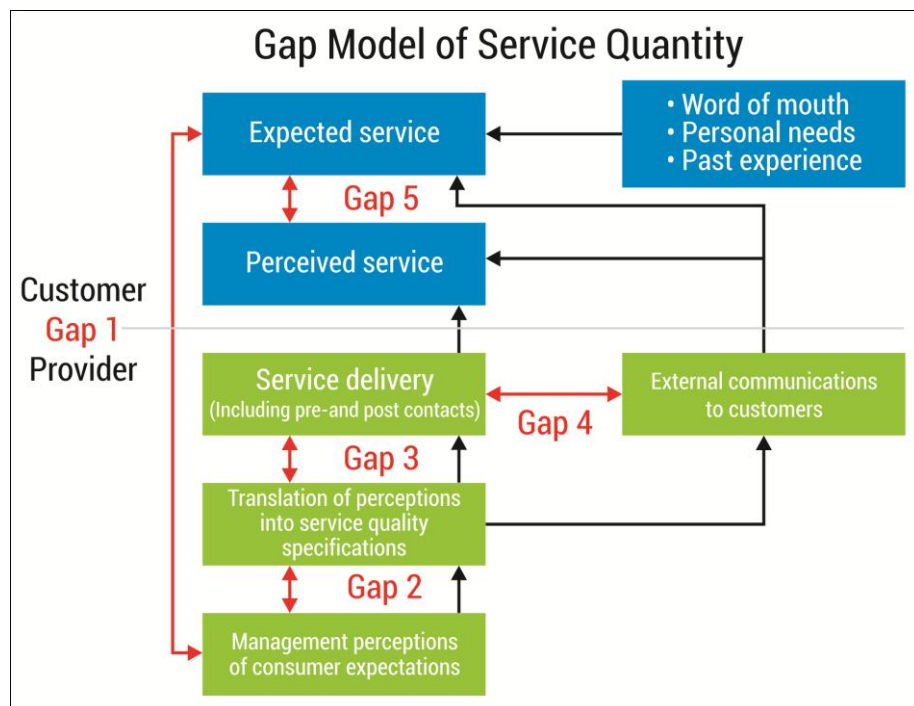 Gap Model of Service Quantity
Expected service
• Word of mouth
• Personal needs
• Past experience
Gap 5
Perceived service
Customer
Gap 1
Provider
Service delivery
(Including pre-and post contacts)
Gap 4
External communications
to customers
Gap 3
Translation of perceptions
into service quality
specifications
Gap 2
Management perceptions
of consumer expectations